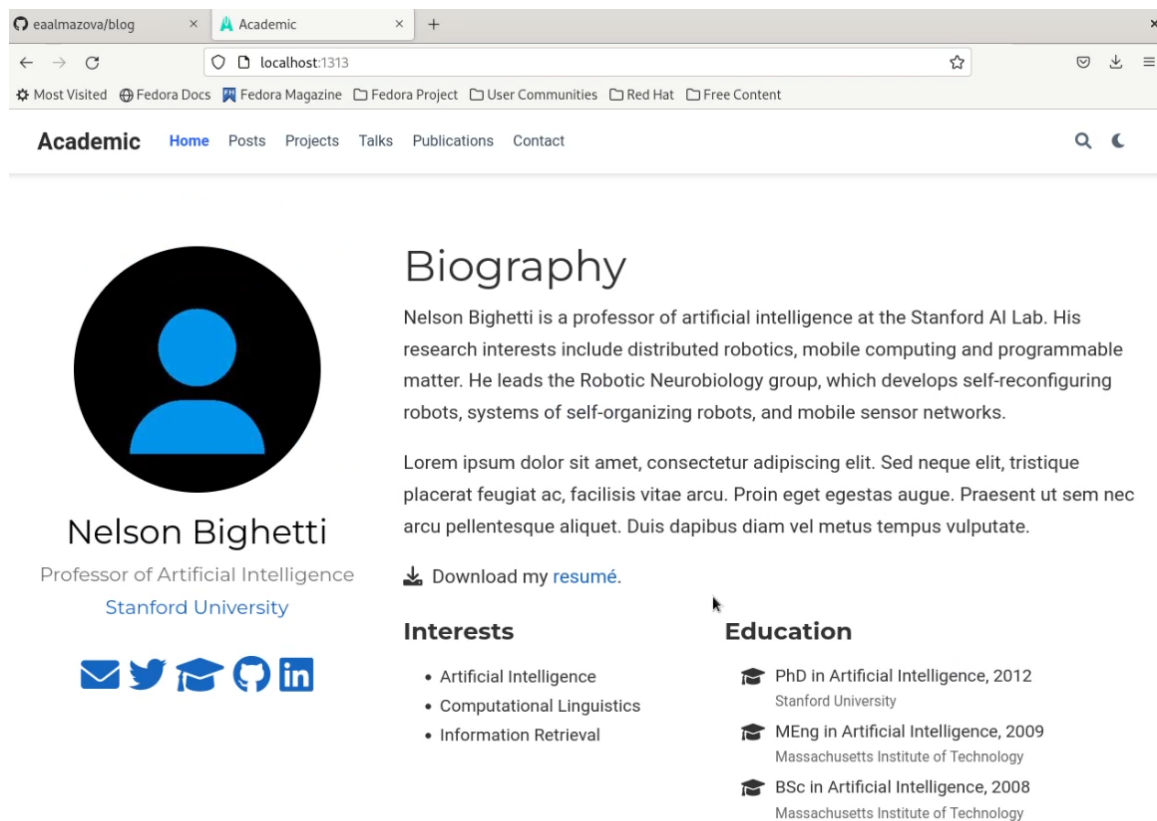 eaalmazova/blog
Academic
localhost:1313
Most Visited Fedora Docs Fedora Magazine Fedora Project User Communities Red Hat Free Content
Academic Home Posts Projects Talks Publications Contact
Biography
Nelson Bighetti is a professor of artificial intelligence at the Stanford AI Lab. His
research interests include distributed robotics, mobile computing and programmable
matter. He leads the Robotic Neurobiology group, which develops self-reconfiguring
robots, systems of self-organizing robots, and mobile sensor networks.
Lorem ipsum dolor sit amet, consectetur adipiscing elit. Sed neque elit, tristique
placerat feugiat ac, facilisis vitae arcu. Proin eget egestas augue. Praesent ut sem nec
arcu pellentesque aliquet. Duis dapibus diam vel metus tempus vulputate.
Download my resumé.
Nelson Bighetti
Professor of Artificial Intelligence
Stanford University
in
Interests
Artificial Intelligence
Computational Linguistics
Information Retrieval
Education
PhD in Artificial Intelligence, 2012
Stanford University
MEng in Artificial Intelligence, 2009
Massachusetts Institute of Technology
BSc in Artificial Intelligence, 2008
Massachusetts Institute of Technology